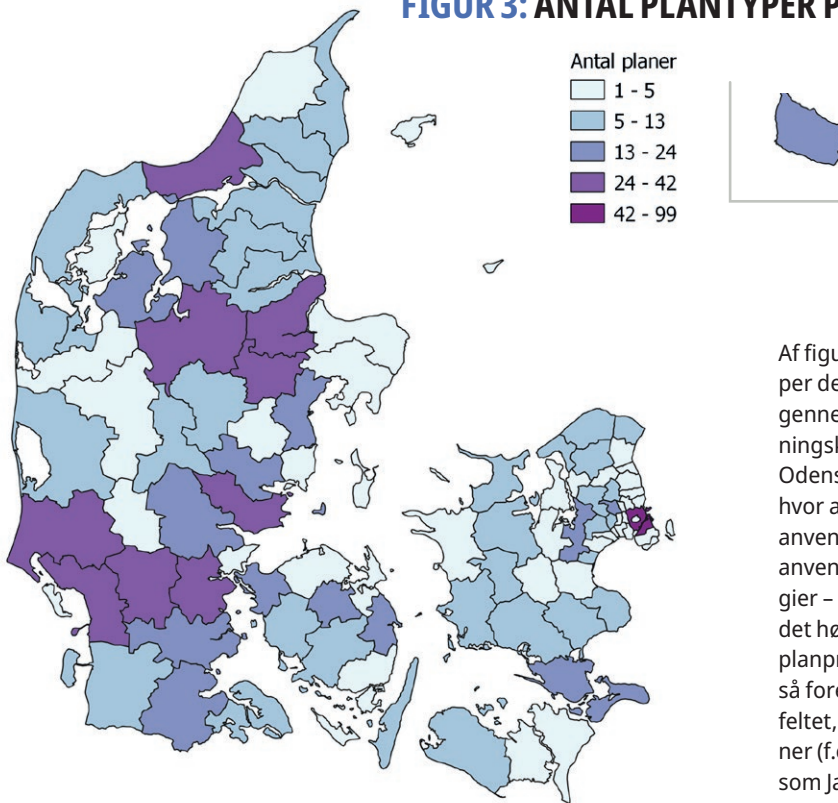 FIGUR 3: ANTAL PLANTYPER P
Antal planer
1 - 5
5 - 13
13 - 24
24 - 42
42 - 99
Af figu
per de
genne
ningsk
Odens
hvor a
anven
anven
gier –
det hø
planpr
så fore
feltet,
ner (f.e
som Ja